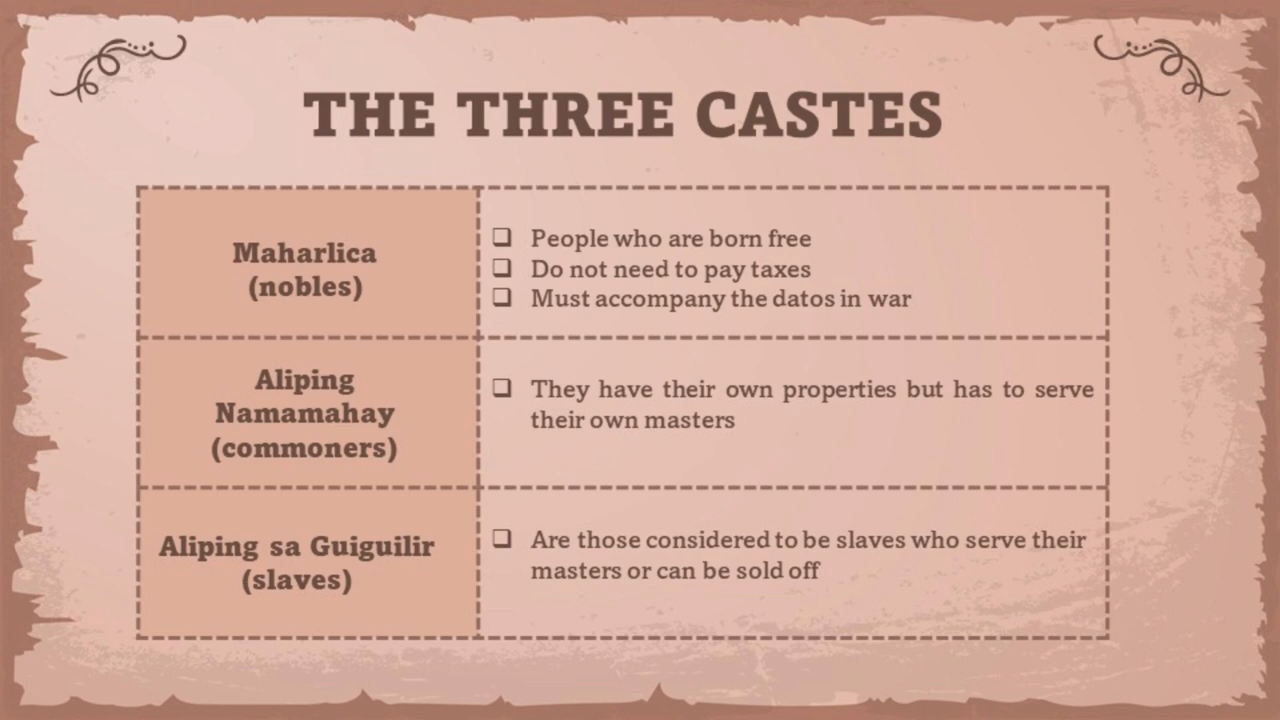 THE THREE CASTES
Maharlica
(nobles)
❑ People who are born free
❑ Do not need to pay taxes
❑ Must accompany the datos in war
Aliping
Namamahay
(commoners)
❑ They have their own properties but has to serve
their own masters
Aliping sa Guiguilir
(slaves)
❑ Are those considered to be slaves who serve their
masters or can be sold off